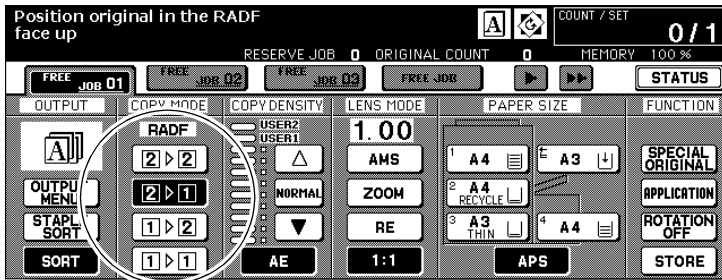 Position original in the RADF
face up
A
COUNT / SET
0/1
RESERVE JOB 0 ORIGINAL COUNT 0 MEMORY 100 %
FREE JOB 01
FREE JOB 02
FREE JOB 03
FREE JOB
STATUS
OUTPUT
COPY MODE
COPY DENSITY
LENS MODE
PAPER SIZE
FUNCTION
A
OUTPUT
MENU
STAPLE
SORT
SORT
RADF
2▷2
2▷1
1▷2
1▷1
USER2
USER1
NORMAL
AE
1.00
AMS
ZOOM
RE
1:1
1 A4
A3
2 A4
RECYCLE
3 A3
THIN
4 A4
APS
SPECIAL
ORIGINAL
APPLICATION
ROTATION
OFF
STORE